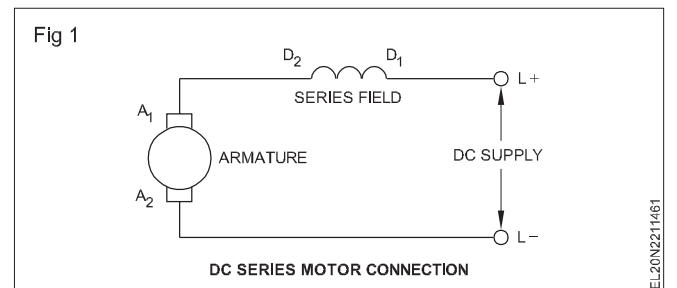 Fig 1
D2 D1
L+
SERIES FIELD
A1
ARMATURE
DC SUPPLY
A2
L–
DC SERIES MOTOR CONNECTION
EL20N2211461